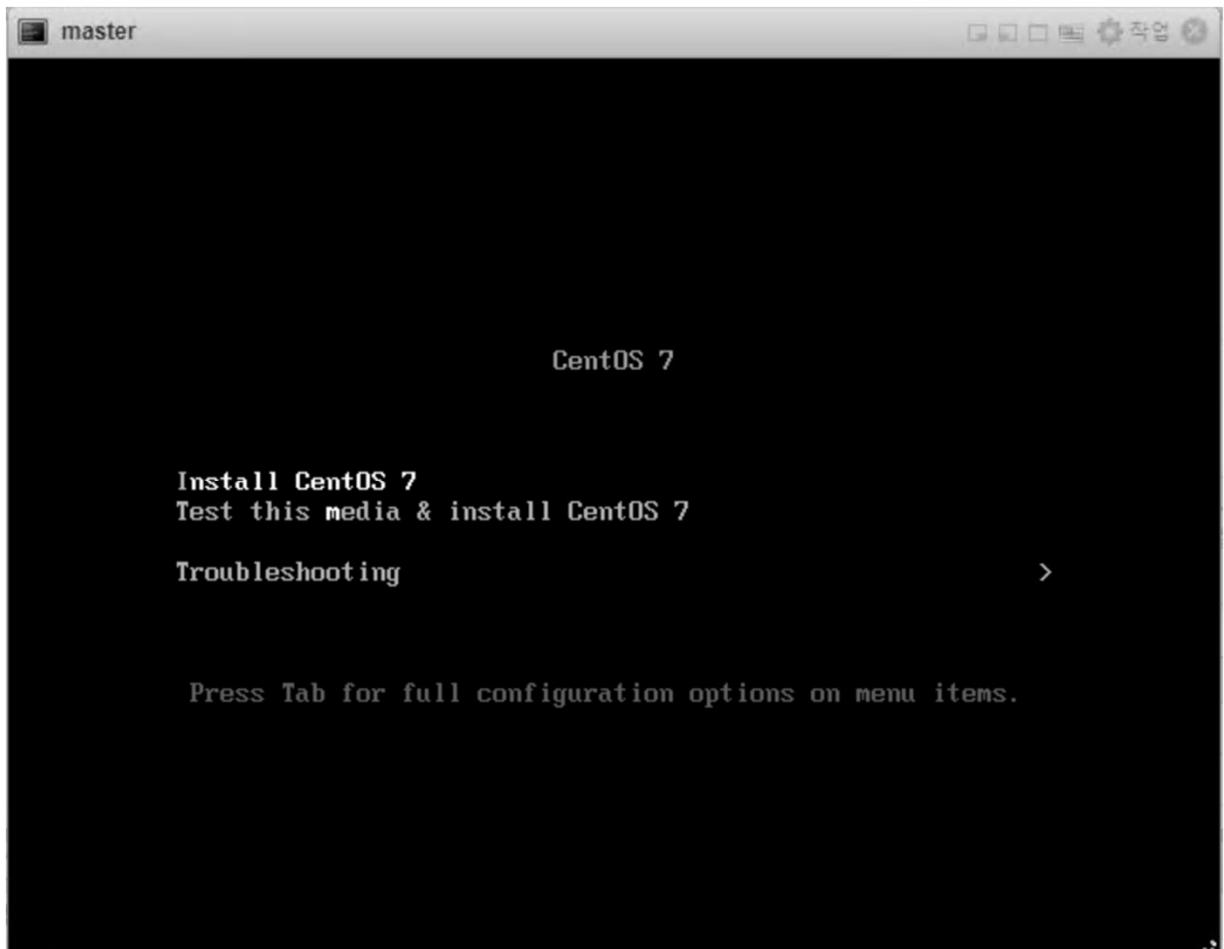 master 작업
CentOS 7
Install CentOS 7
Test this media & install CentOS 7
Troubleshooting >
Press Tab for full configuration options on menu items.